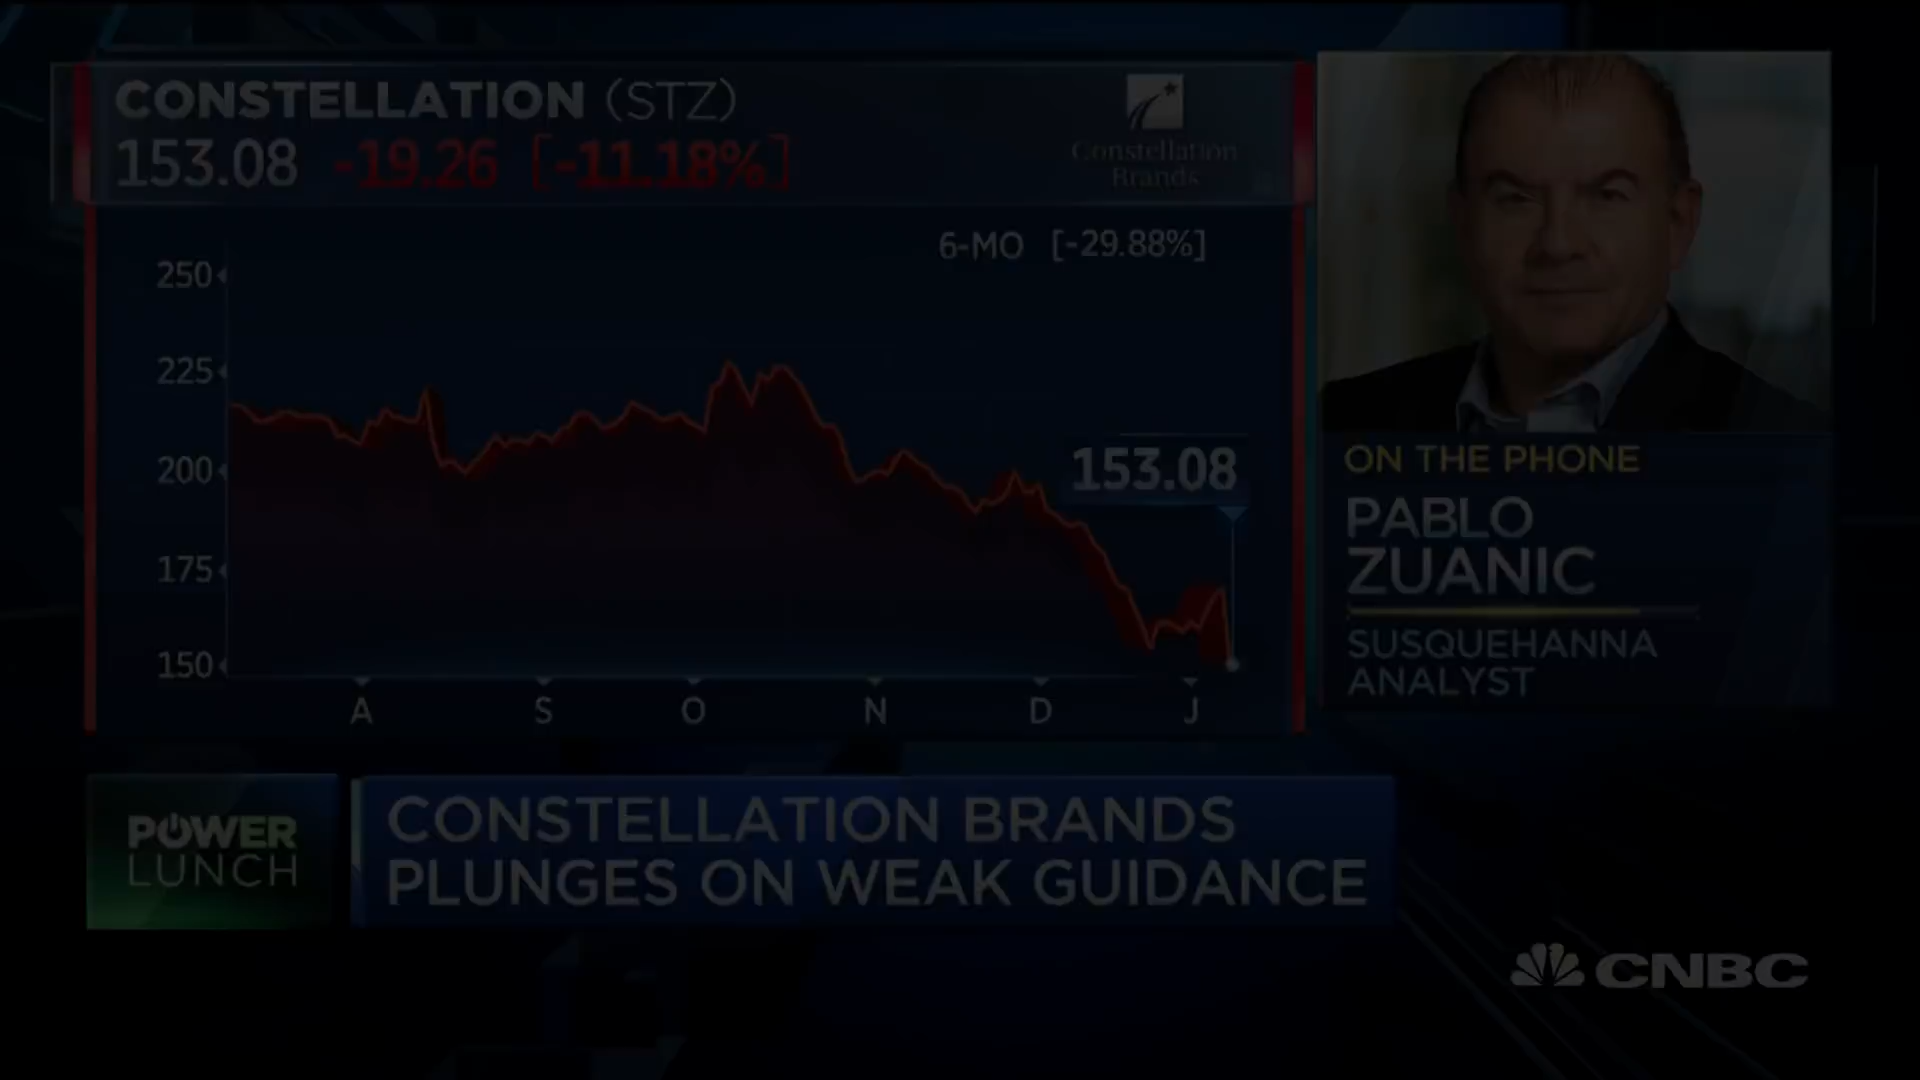 CONSTELLATION (STZ)
153.08 -19.26 [-11.18%]
Constellation
Brands
6-MO [-29.88%]
250
225
200
175
150
153.08
A S O N D J
ON THE PHONE
PABLO
ZUANIC
SUSQUEHANNA
ANALYST
POWER
LUNCH
CONSTELLATION BRANDS
PLUNGES ON WEAK GUIDANCE
CNBC